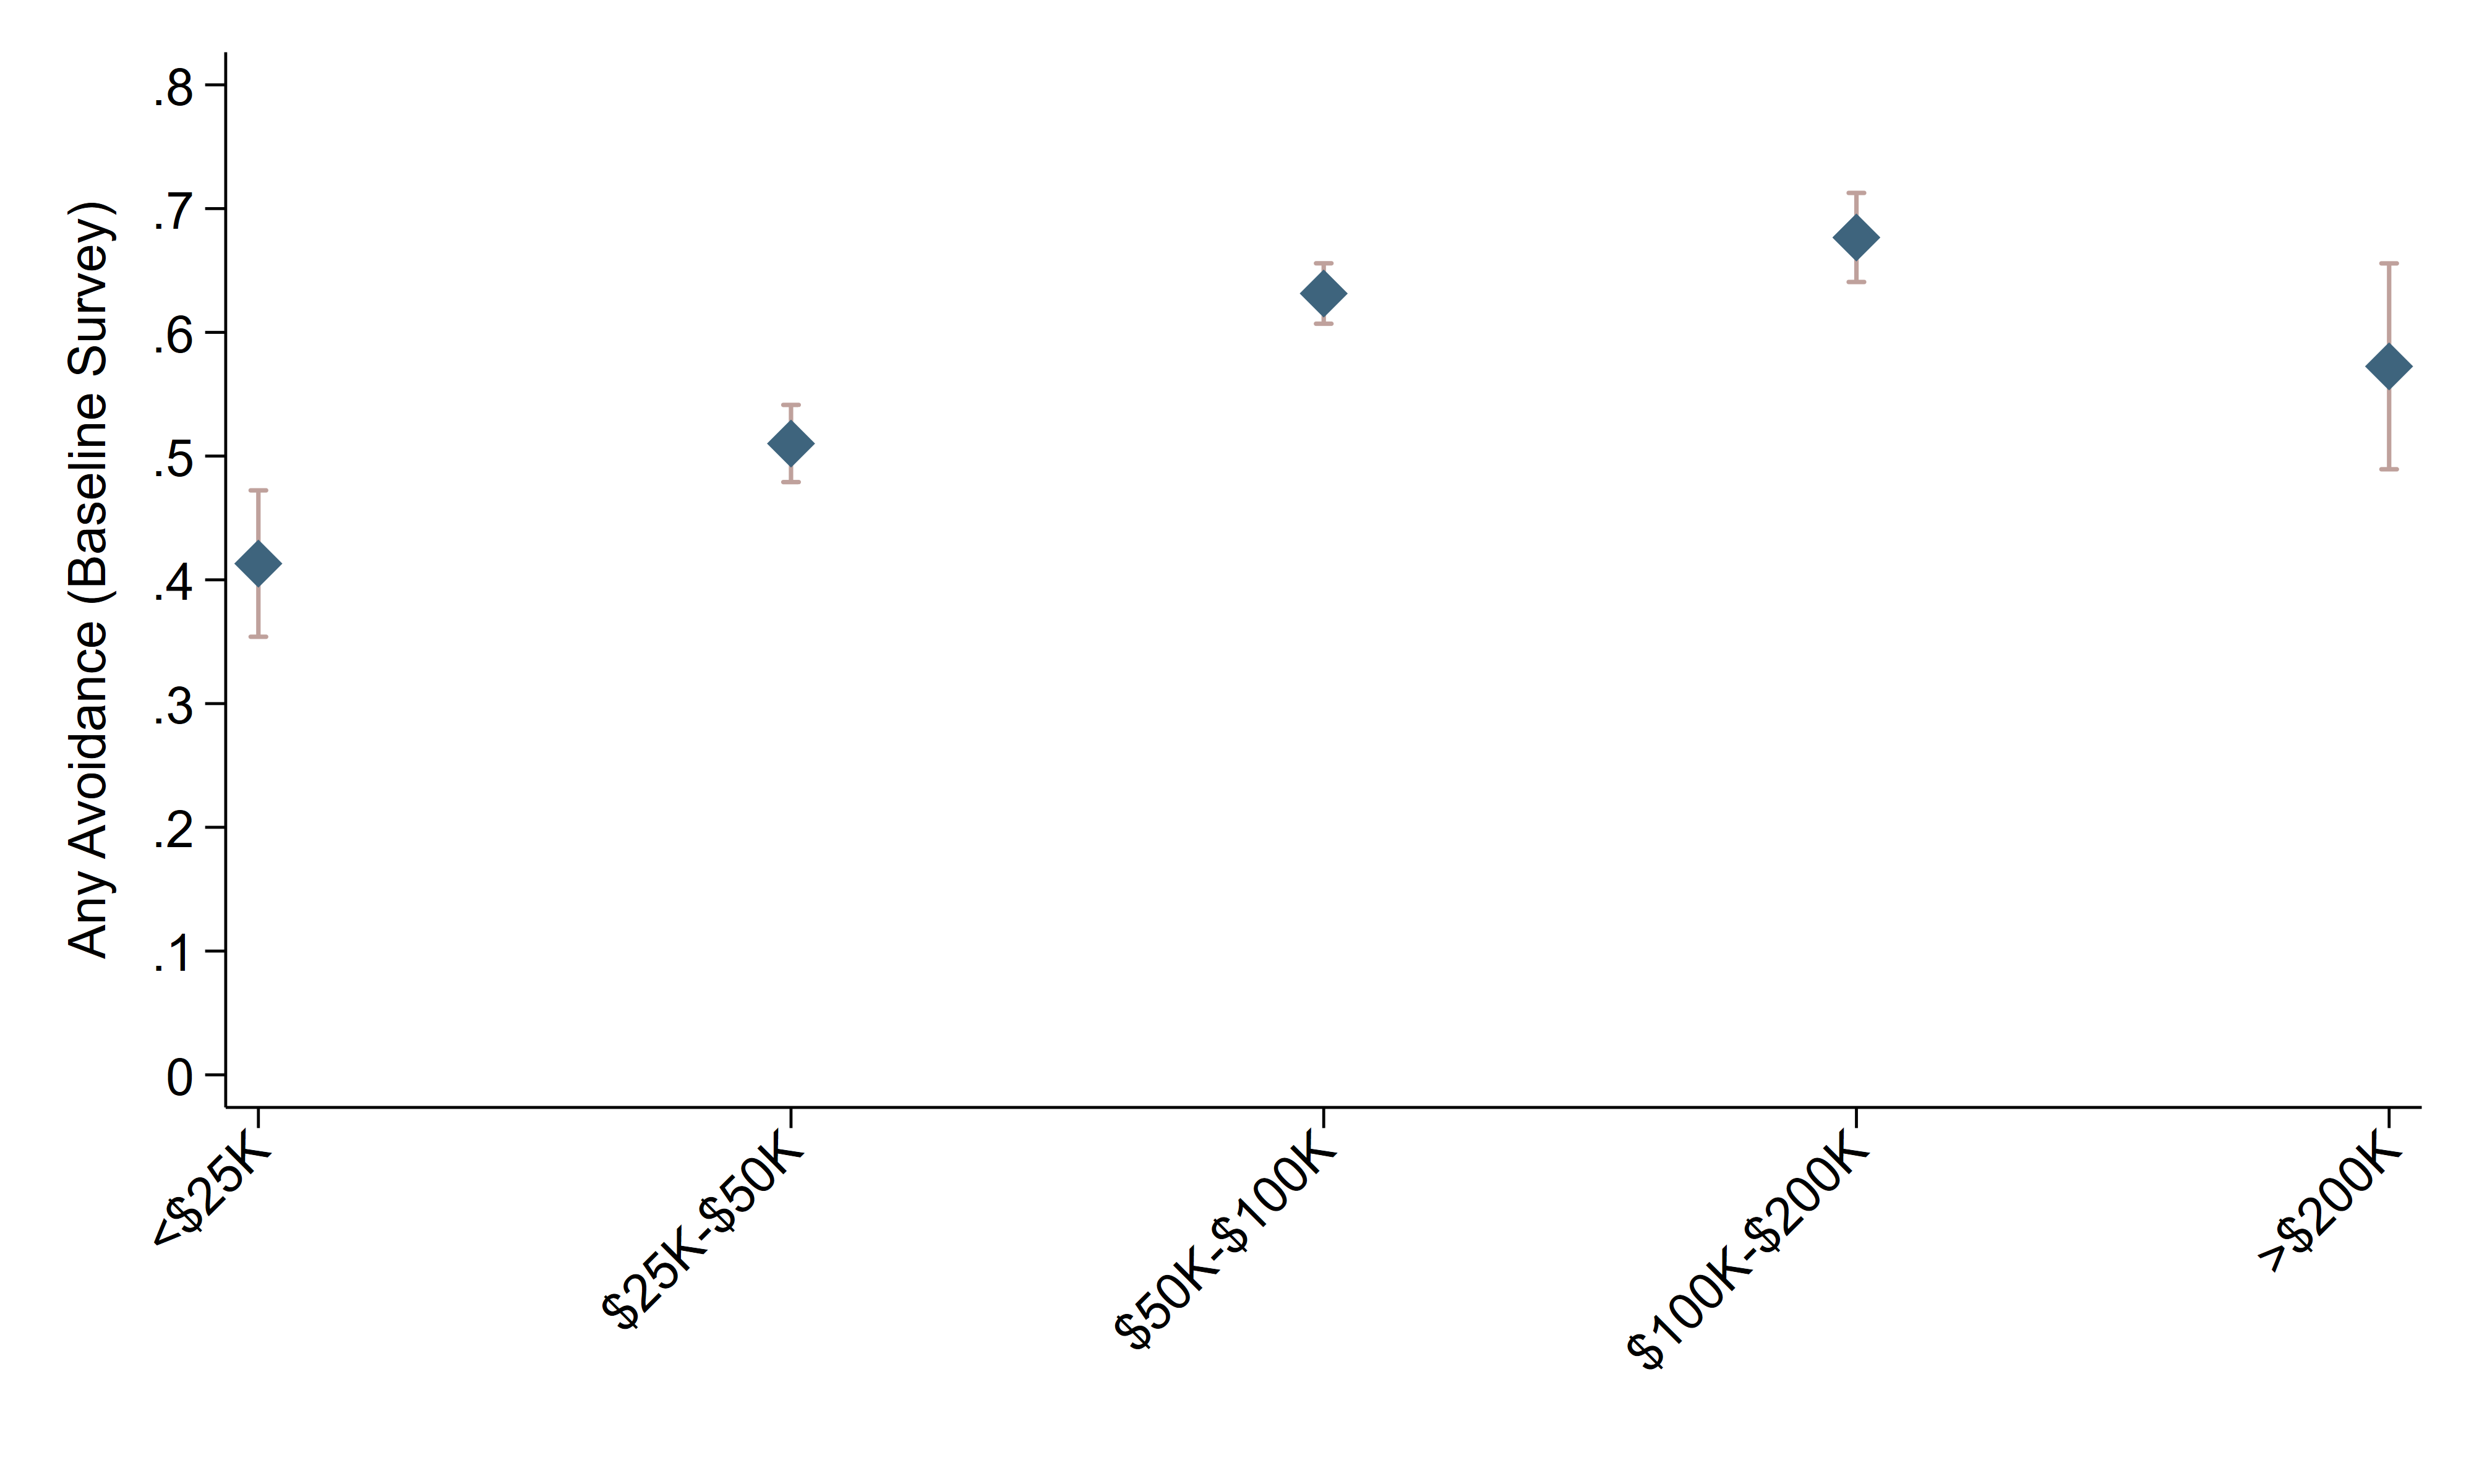 Any Avoidance (Baseline Survey)
.8
.7
.6
.5
.4
.3
.2
.1
0
<$25K
$25K-$50K
$50K-$100K
$100K-$200K
>$200K